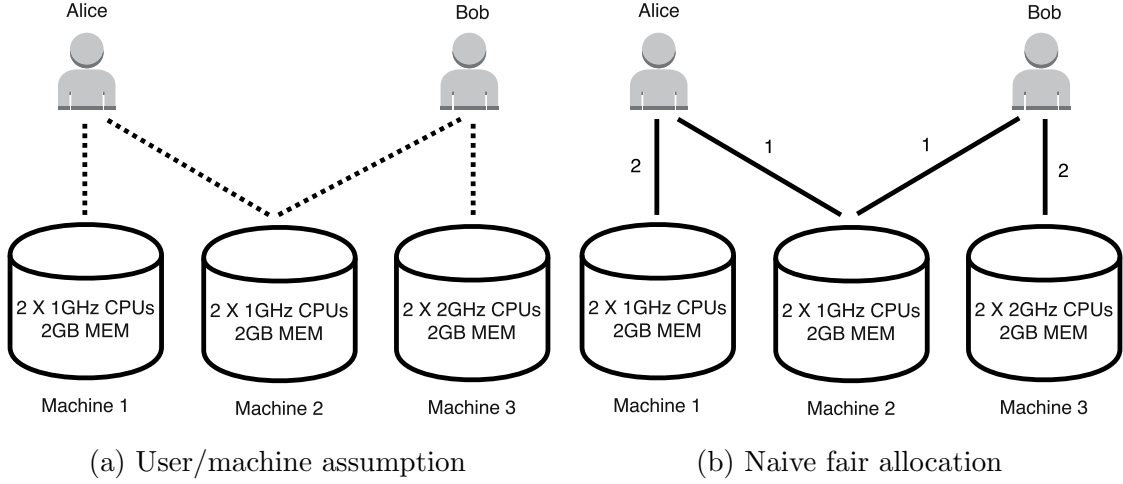 Alice
Bob
2 X 1GHz CPUs
2GB MEM
2 X 1GHz CPUs
2GB MEM
2 X 2GHz CPUs
2GB MEM
Machine 1
Machine 2
Machine 3
(a) User/machine assumption
Alice
Bob
2
1
1
2
2 X 1GHz CPUs
2GB MEM
2 X 1GHz CPUs
2GB MEM
2 X 2GHz CPUs
2GB MEM
Machine 1
Machine 2
Machine 3
(b) Naive fair allocation